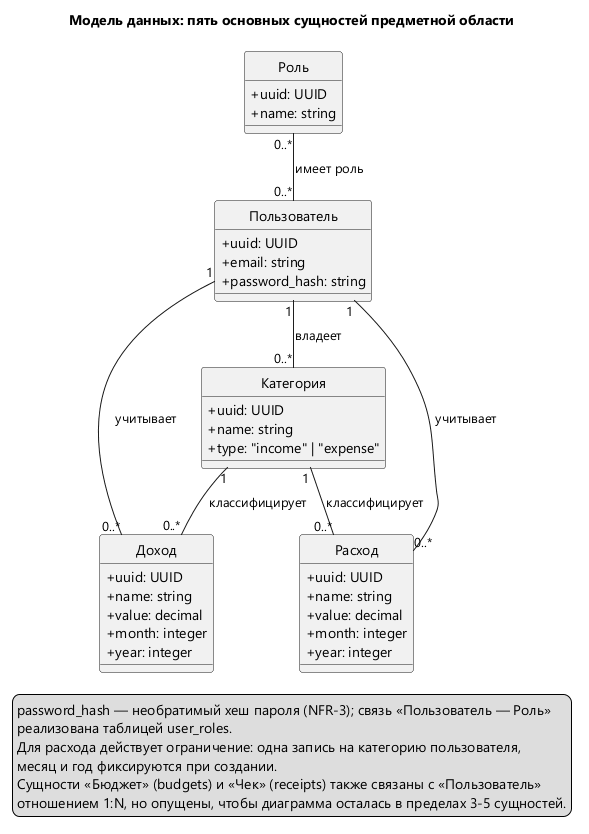 Модель данных: пять основных сущностей предметной области
Роль
+uuid: UUID
+name: string
0..*
имеет роль
0..*
Пользователь
+uuid: UUID
+email: string
+password_hash: string
1
1
1
владеет
0..*
Категория
+uuid: UUID
+name: string
+type: "income" | "expense"
учитывает
учитывает
1
1
классифицирует
классифицирует
0..*
0..*
0..*
0..*
Доход
+uuid: UUID
+name: string
+value: decimal
+month: integer
+year: integer
Расход
+uuid: UUID
+name: string
+value: decimal
+month: integer
+year: integer
password_hash — необратимый хеш пароля (NFR-3); связь «Пользователь — Роль»
реализована таблицей user_roles.
Для расхода действует ограничение: одна запись на категорию пользователя,
месяц и год фиксируются при создании.
Сущности «Бюджет» (budgets) и «Чек» (receipts) также связаны с «Пользователь»
отношением 1:N, но опущены, чтобы диаграмма осталась в пределах 3-5 сущностей.